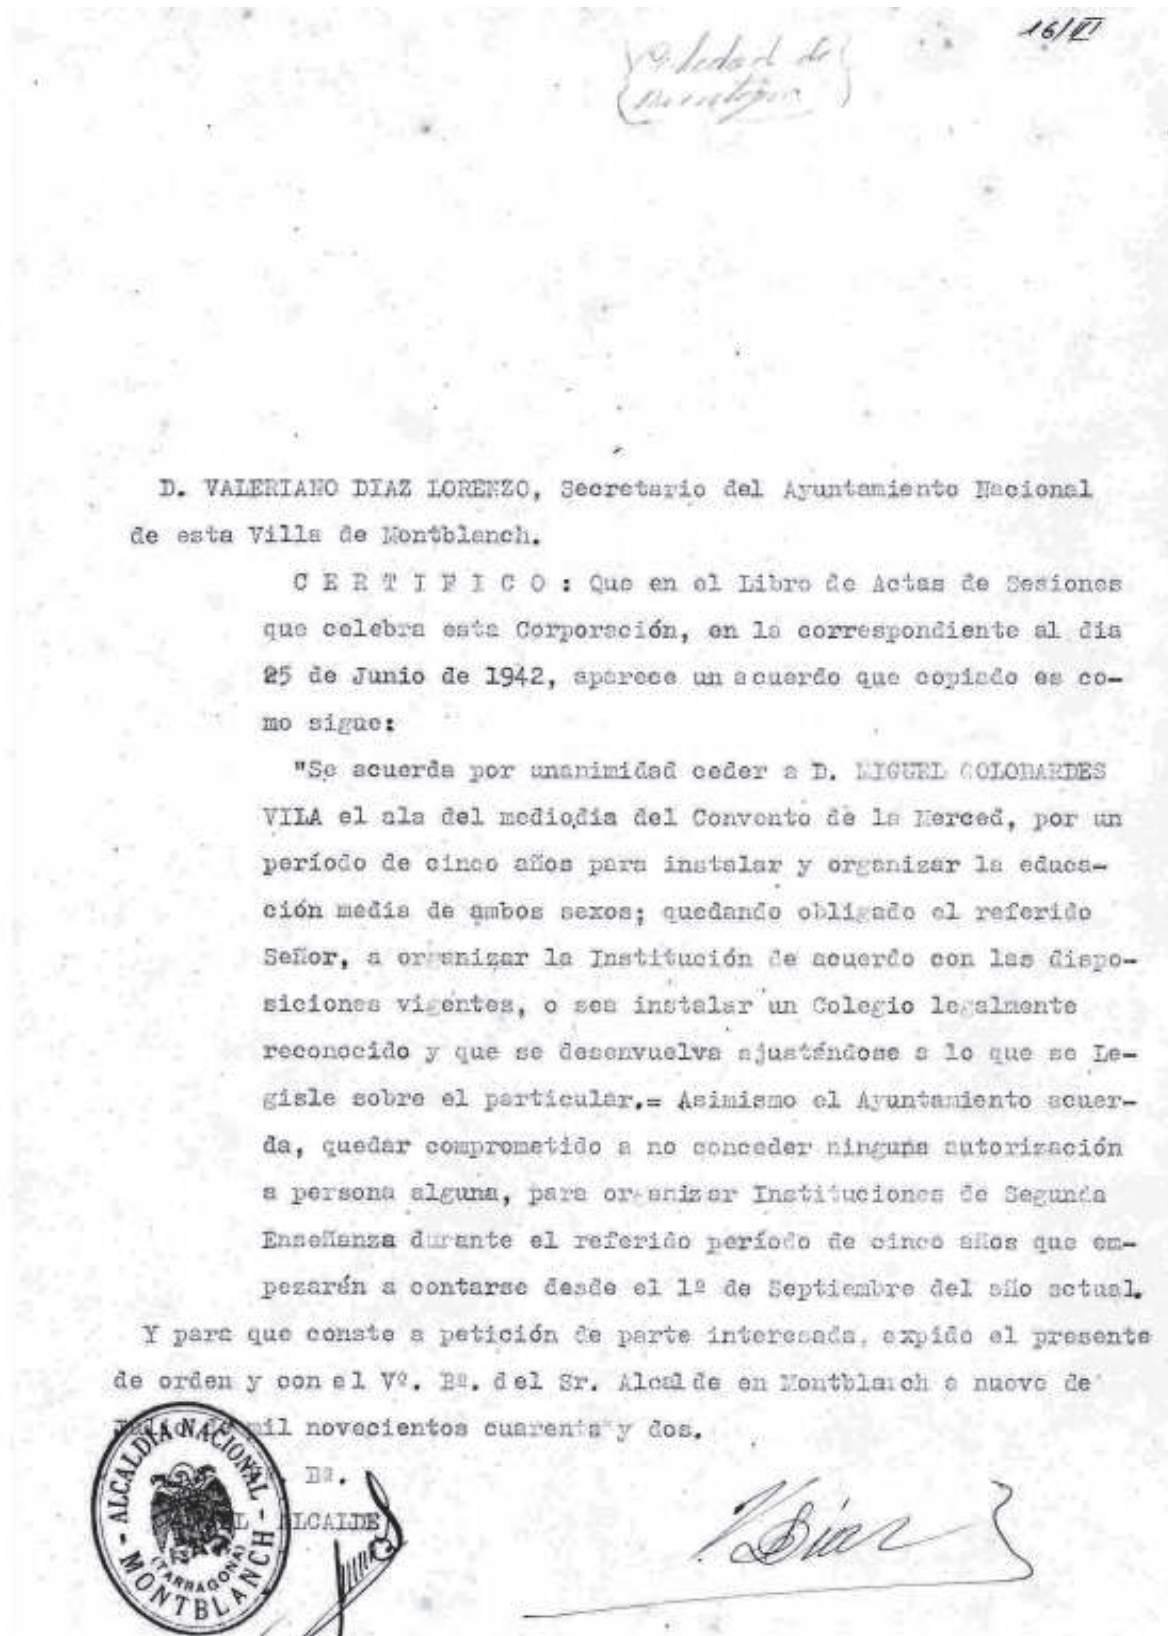 16/VI
D. VALERIANO DIAZ LORENZO, Secretario del Ayuntamiento Nacional
de esta Villa de Montblanch.
C E R T I F I C O : Que en el Libro de Actas de Sesiones
que celebra esta Corporación, en la correspondiente al dia
25 de Junio de 1942, aparece un acuerdo que copiado es co-
mo sigue:
"Se acuerda por unanimidad ceder a D. MIGUEL COLODARDES
VILA el ala del mediodia del Convento de la Merced, por un
período de cinco años para instalar y organizar la educa-
ción media de ambos sexos; quedando obligado el referido
Señor, a organizar la Institución de acuerdo con las dispo-
siciones vigentes, o sea instalar un Colegio legalmente
reconocido y que se desenvuelva ajustándose a lo que se Le-
gisle sobre el particular.= Asimismo el Ayuntamiento acuer-
da, quedar comprometido a no conceder ninguna autorización
a persona alguna, para organizar Instituciones de Segunda
Enseñanza durante el referido período de cinco años que em-
pezarán a contarse desde el 1º de Septiembre del año actual.
Y para que conste a petición de parte interesada, expido el presente
de orden y con el Vº. Bº. del Sr. Alcalde en Montblanch a nueve de
Julio de mil novecientos cuarenta y dos.
Bº.
EL ALCALDE
ALCALDIA NACIONAL
(TARRAGONA)
MONTBLANCH
V. Diaz